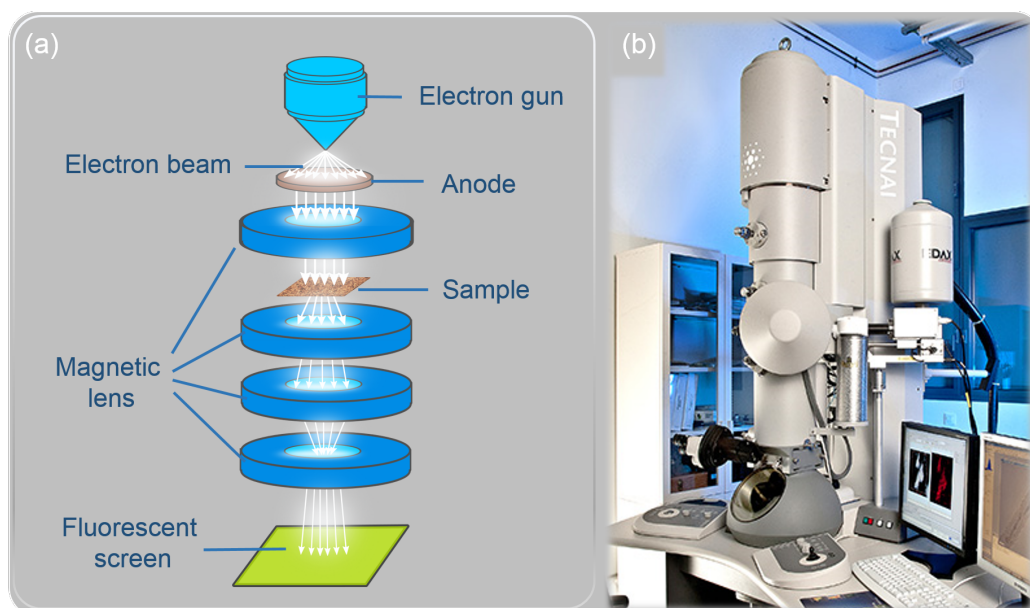 (a)
Electron gun
Electron beam
Anode
Sample
Magnetic
lens
Fluorescent
screen
(b)
TECNAI
EDAX